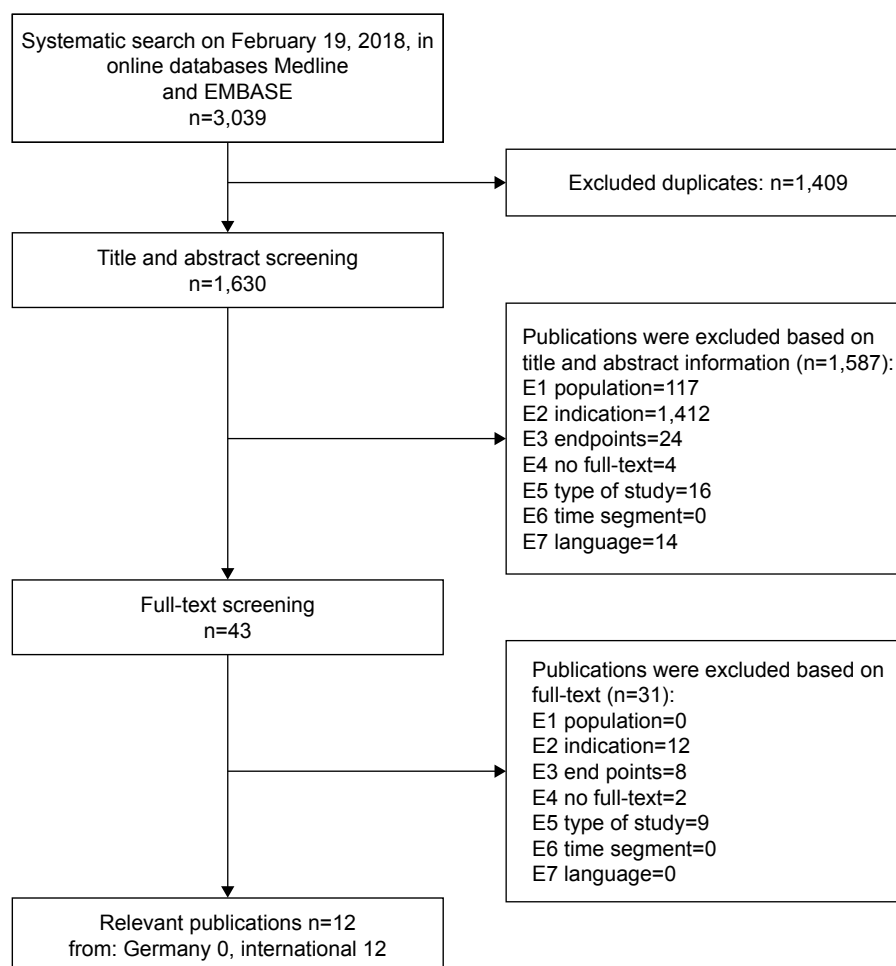 Systematic search on February 19, 2018, in
online databases Medline
and EMBASE
n=3,039
Excluded duplicates: n=1,409
Title and abstract screening
n=1,630
Publications were excluded based on
title and abstract information (n=1,587):
E1 population=117
E2 indication=1,412
E3 endpoints=24
E4 no full-text=4
E5 type of study=16
E6 time segment=0
E7 language=14
Full-text screening
n=43
Publications were excluded based on
full-text (n=31):
E1 population=0
E2 indication=12
E3 end points=8
E4 no full-text=2
E5 type of study=9
E6 time segment=0
E7 language=0
Relevant publications n=12
from: Germany 0, international 12